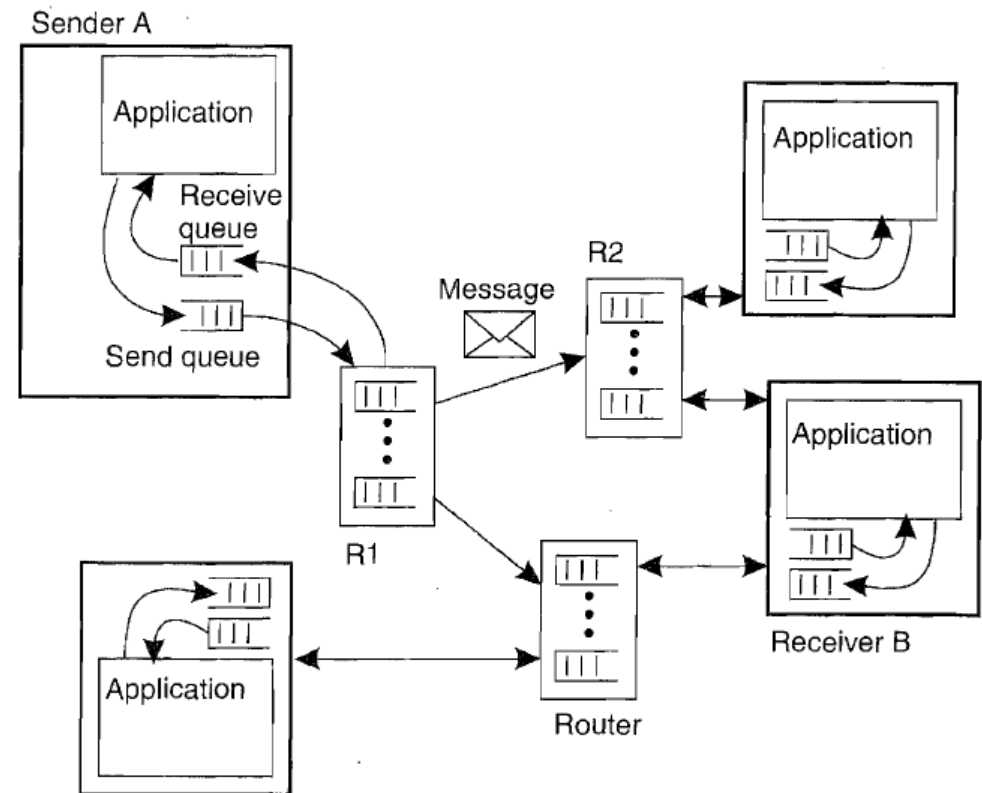 Sender A
Application
Receive
queue
Send queue
Message
R2
Application
Application
Receiver B
R1
Router
Application